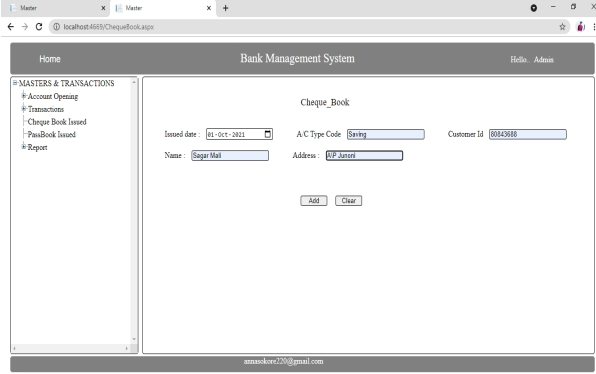 Master
Master
localhost:4669/ChequeBook.aspx
Home
Bank Management System
Hello.. Admin
MASTERS & TRANSACTIONS
Account Opening
Transactions
Cheque Book Issued
PassBook Issued
Report
Cheque_Book
Issued date : 01-Oct-2021 A/C Type Code Saving Customer Id 80843688
Name : Sagar Mali Address : A\P Junoni
Add Clear
annasokore220@gmail.com